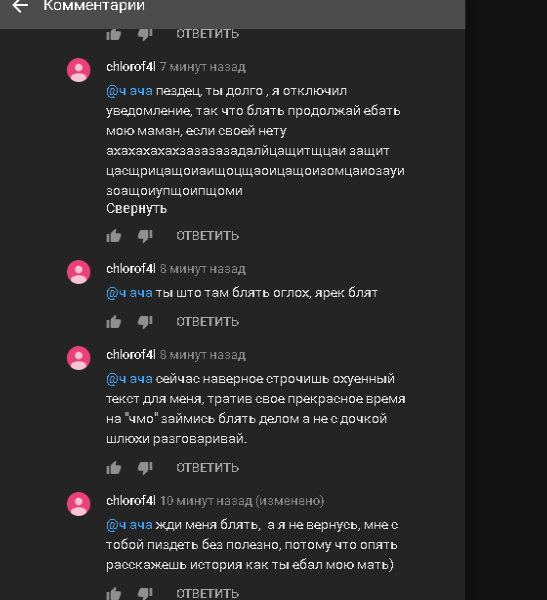 Комментарии
ОТВЕТИТЬ
chlorof4l 7 минут назад
@ч ача пездец, ты долго , я отключил
уведомление, так что блять продолжай ебать
мою маман, если своей нету
ахахахахахзазазазадалйцащитщцаи защит
цасщрицащоиаищоцщаоицащоизомцаиозауи
зоащоиупщоипщоми
Свернуть
ОТВЕТИТЬ
chlorof4l 8 минут назад
@ч ача ты што там блять оглох, ярек блят
ОТВЕТИТЬ
chlorof4l 8 минут назад
@ч ача сейчас наверное строчишь охуенный
текст для меня, тратив свое прекрасное время
на "чмо" займись блять делом а не с дочкой
шлюхи разговаривай.
ОТВЕТИТЬ
chlorof4l 10 минут назад (изменено)
@ч ача жди меня блять, а я не вернусь, мне с
тобой пиздеть без полезно, потому что опять
расскажешь история как ты ебал мою мать)
ОТВЕТИТЬ